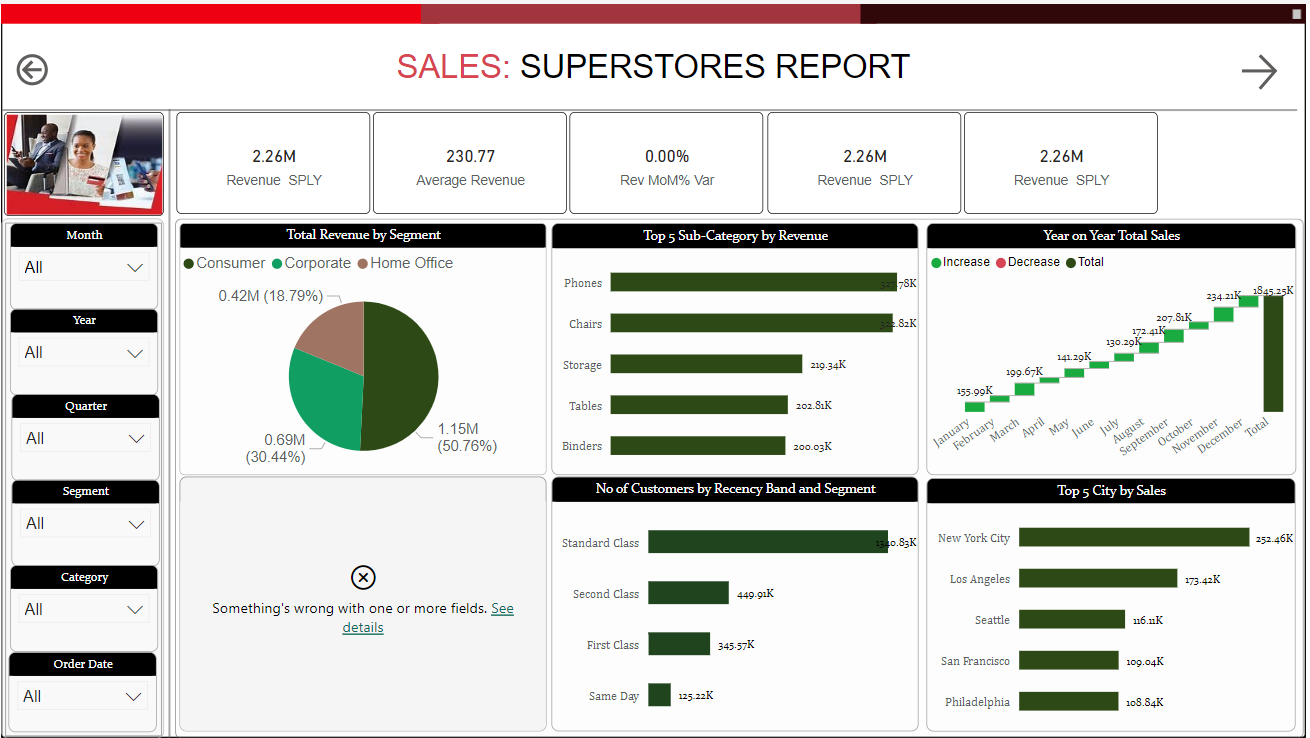 SALES: SUPERSTORES REPORT
2.26M
Revenue SPLY
230.77
Average Revenue
0.00%
Rev MoM% Var
2.26M
Revenue SPLY
2.26M
Revenue SPLY
Month
All
Year
All
Quarter
All
Segment
All
Category
All
Order Date
All
Total Revenue by Segment
Consumer Corporate Home Office
0.42M (18.79%)
0.69M
(30.44%)
1.15M
(50.76%)
Top 5 Sub-Category by Revenue
Phones 327.78K
Chairs 322.82K
Storage 219.34K
Tables 202.81K
Binders 200.03K
Year on Year Total Sales
Increase Decrease Total
155.99K
199.67K
141.29K
130.29K
172.41K
207.81K
234.21K
1845.25K
January
February
March
April
May
June
July
August
September
October
November
December
Total
Something's wrong with one or more fields. See
details
No of Customers by Recency Band and Segment
Standard Class 1340.83K
Second Class 449.91K
First Class 345.57K
Same Day 125.22K
Top 5 City by Sales
New York City 252.46K
Los Angeles 173.42K
Seattle 116.11K
San Francisco 109.04K
Philadelphia 108.84K